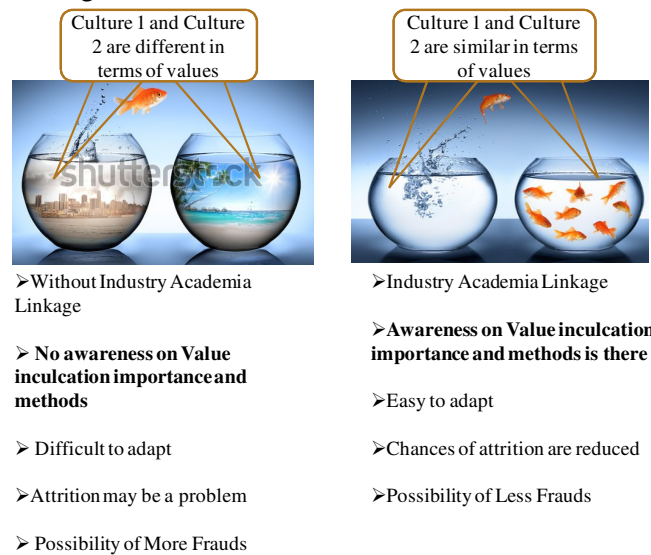 Culture 1 and Culture
2 are different in
terms of values
Culture 1 and Culture
2 are similar in terms
of values
shutterstock
➢Without Industry Academia
Linkage
➢ No awareness on Value
inculcation importance and
methods
➢ Difficult to adapt
➢Attrition may be a problem
➢ Possibility of More Frauds
➢Industry Academia Linkage
➢Awareness on Value inculcation
importance and methods is there
➢Easy to adapt
➢Chances of attrition are reduced
➢Possibility of Less Frauds